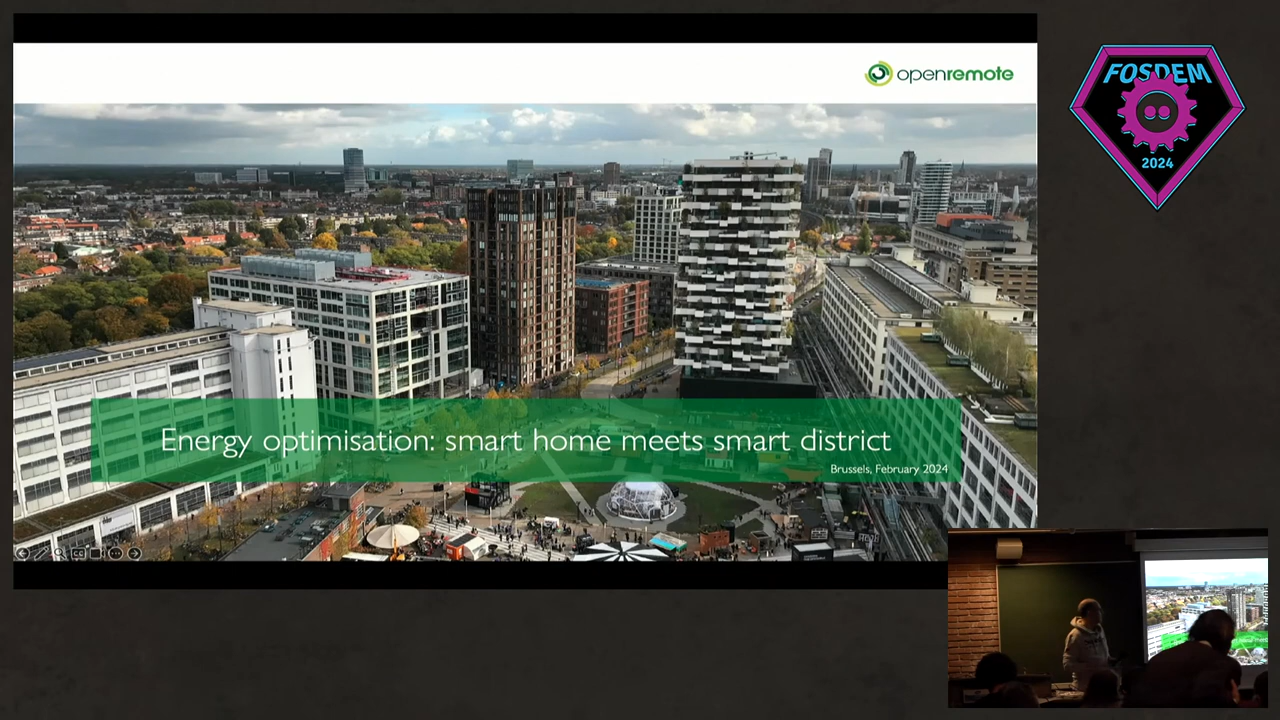 openremote
FOSDEM
2024
Energy optimisation: smart home meets smart district
Brussels, February 2024